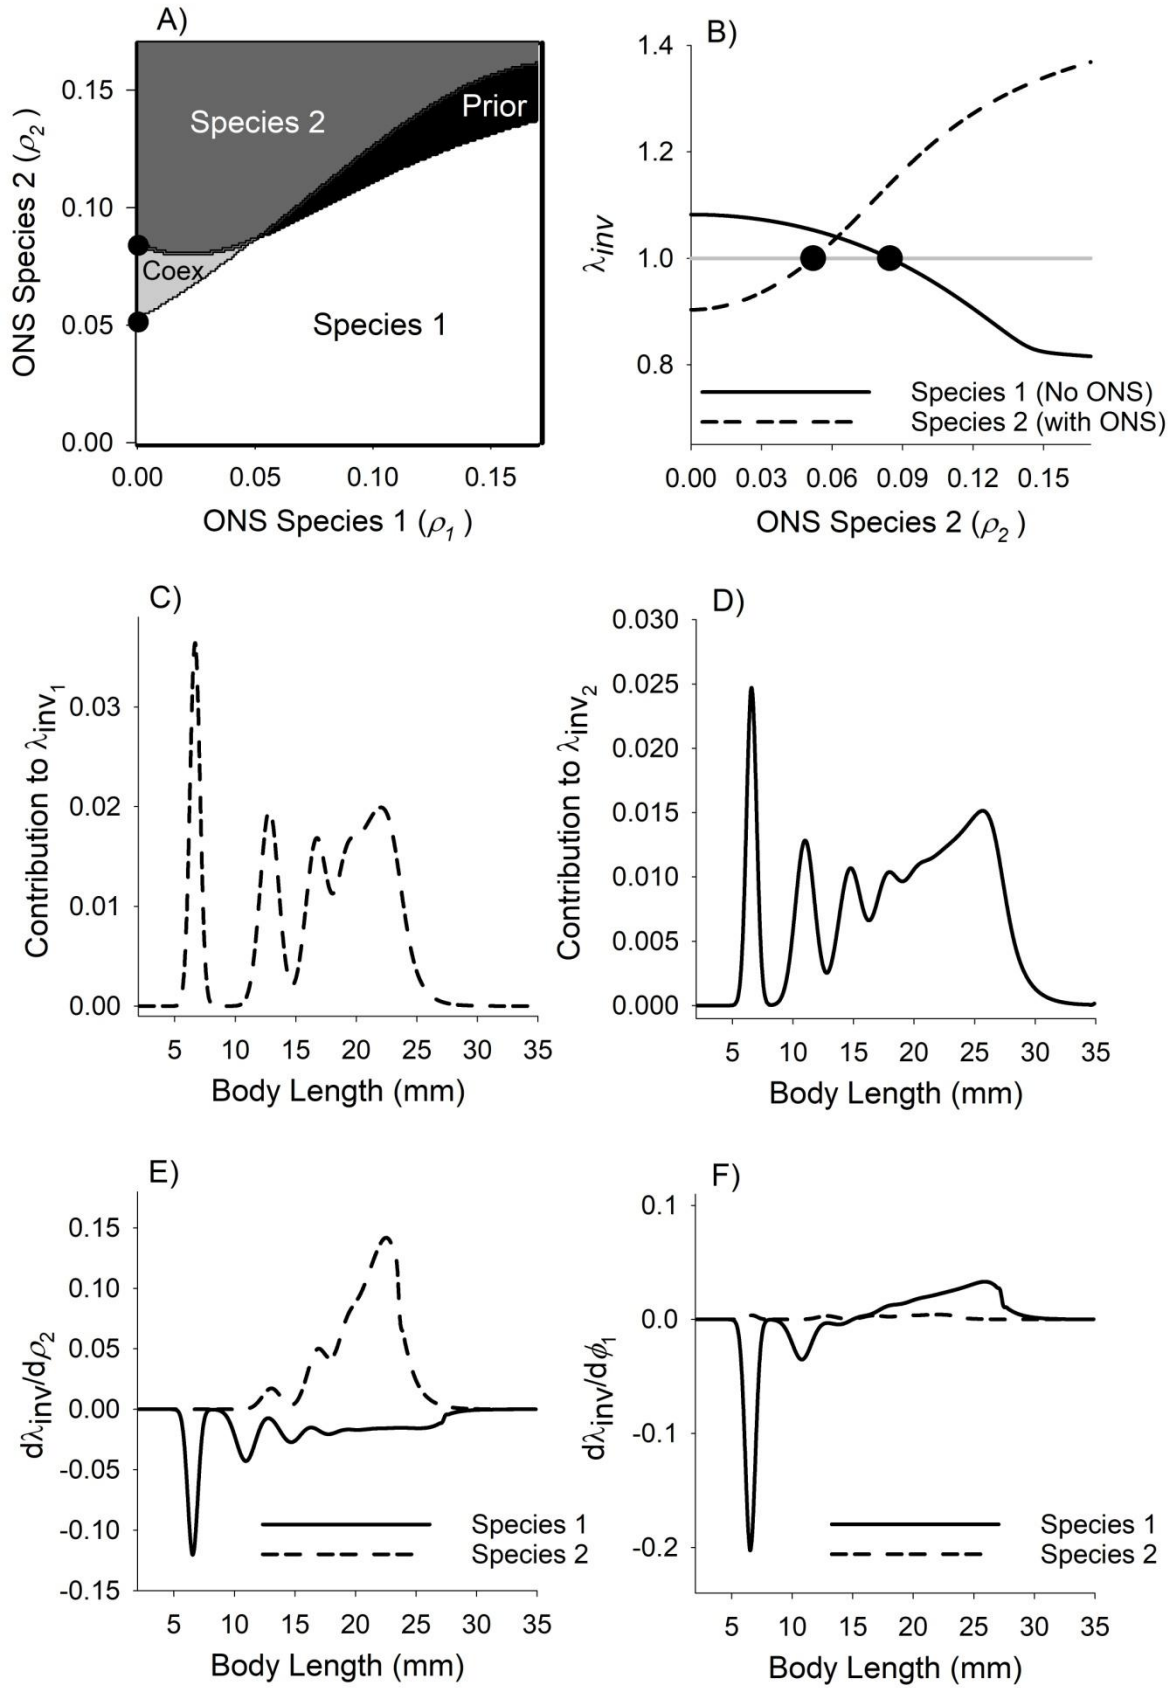 A)
ONS Species 2 (ρ2)
0.15
0.10
0.05
0.00
Species 2
Prior
Coex
Species 1
0.00 0.05 0.10 0.15
ONS Species 1 (ρ1)
B)
λinv
1.4
1.2
1.0
0.8
Species 1 (No ONS)
Species 2 (with ONS)
0.00 0.03 0.06 0.09 0.12 0.15
ONS Species 2 (ρ2)
C)
Contribution to λinv1
0.03
0.02
0.01
0.00
5 10 15 20 25 30 35
Body Length (mm)
D)
Contribution to λinv2
0.030
0.025
0.020
0.015
0.010
0.005
0.000
5 10 15 20 25 30 35
Body Length (mm)
E)
dλinv/dρ2
0.15
0.10
0.05
0.00
-0.05
-0.10
-0.15
Species 1
Species 2
5 10 15 20 25 30 35
Body Length (mm)
F)
dλinv/dϕ1
0.1
0.0
-0.1
-0.2
Species 1
Species 2
5 10 15 20 25 30 35
Body Length (mm)